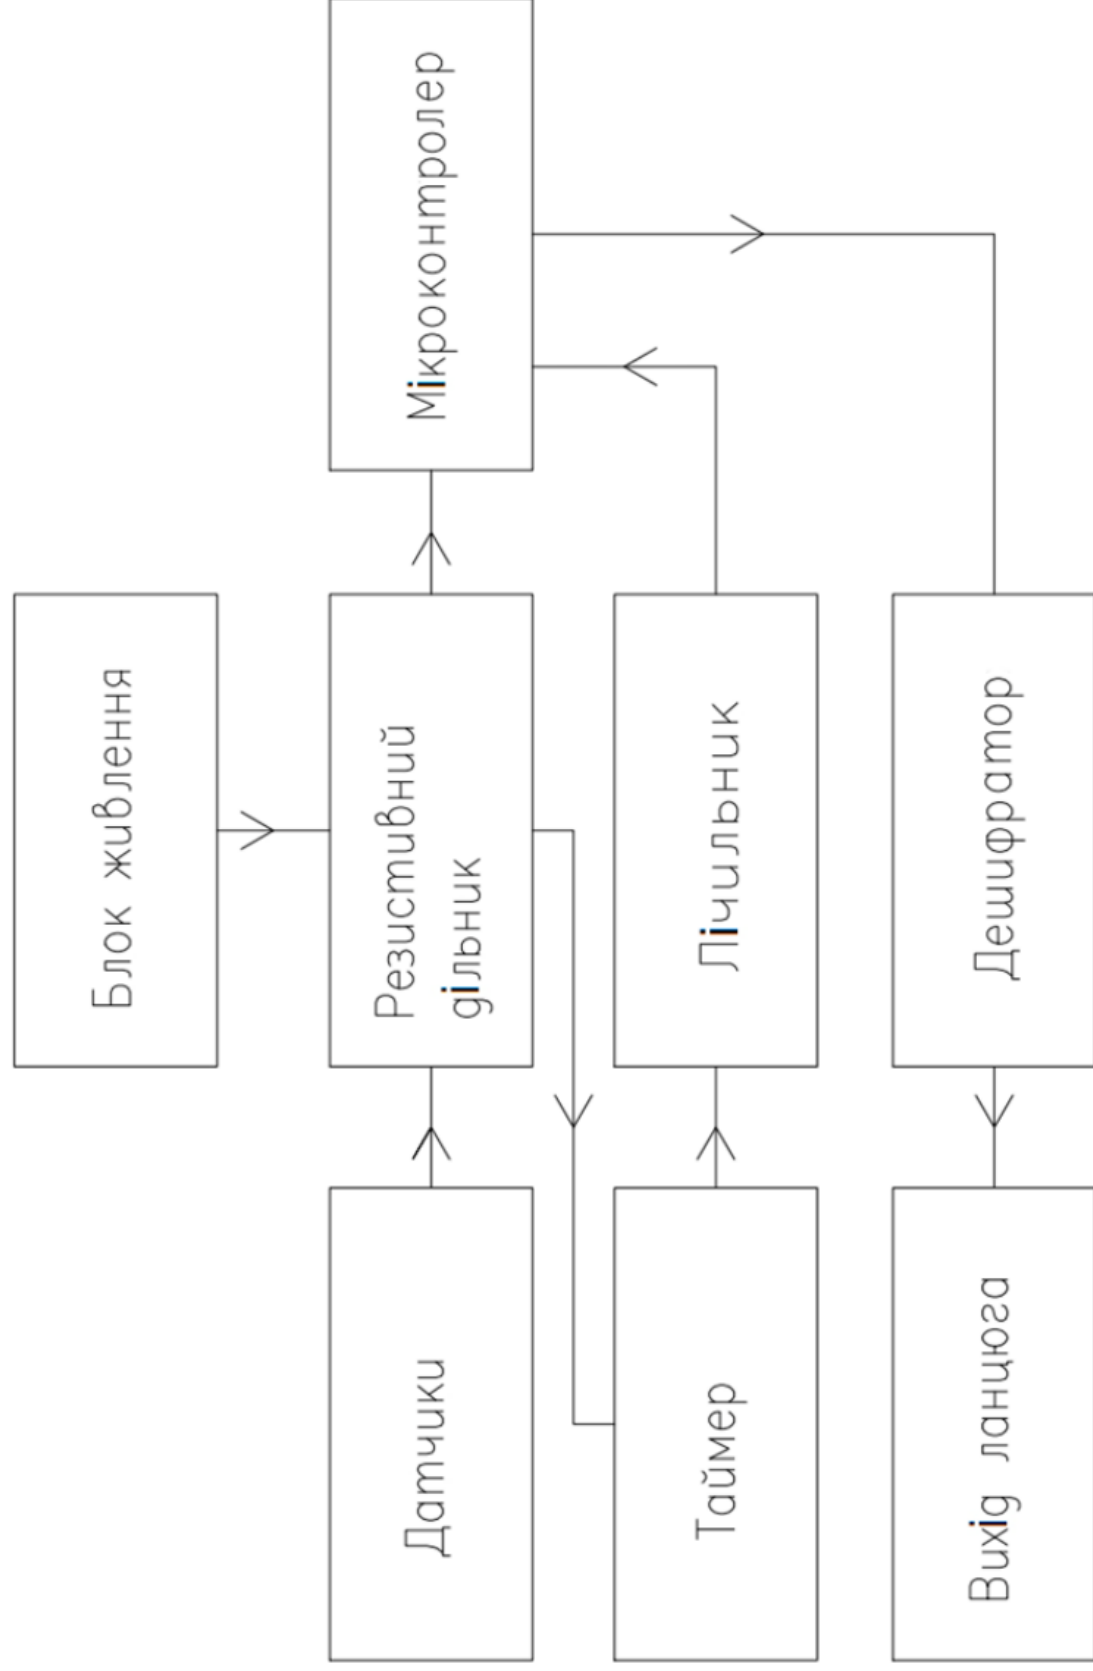 Блок живлення
Датчики
Резистивний
дільник
Мікроконтролер
Таймер
Лічильник
Вихід ланцюга
Дешифратор